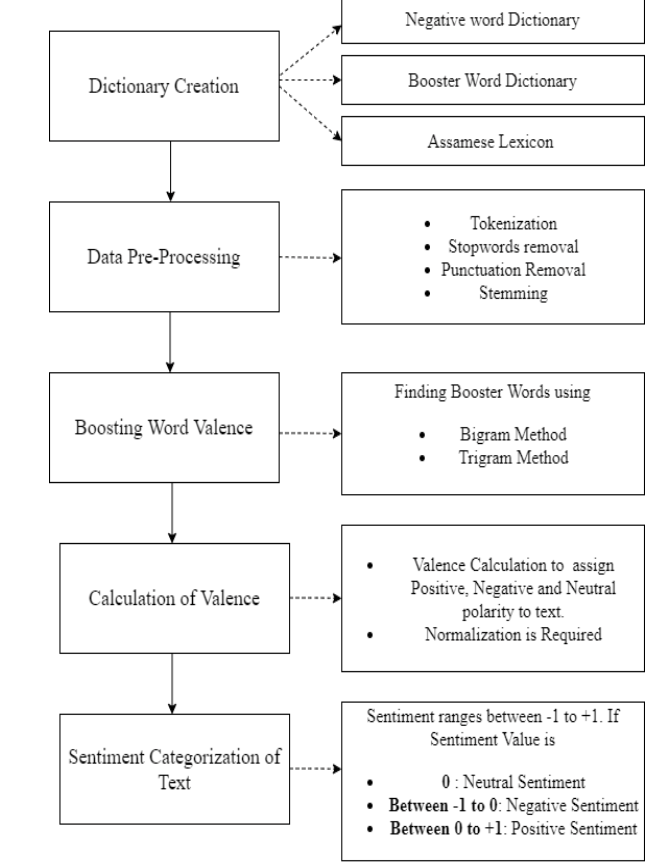 Negative word Dictionary
Dictionary Creation
Booster Word Dictionary
Assamese Lexicon
Data Pre-Processing
• Tokenization
• Stopwords removal
• Punctuation Removal
• Stemming
Boosting Word Valence
Finding Booster Words using
• Bigram Method
• Trigram Method
Calculation of Valence
• Valence Calculation to assign
Positive, Negative and Neutral
polarity to text.
• Normalization is Required
Sentiment Categorization of
Text
Sentiment ranges between -1 to +1. If
Sentiment Value is
• 0 : Neutral Sentiment
• Between -1 to 0: Negative Sentiment
• Between 0 to +1: Positive Sentiment